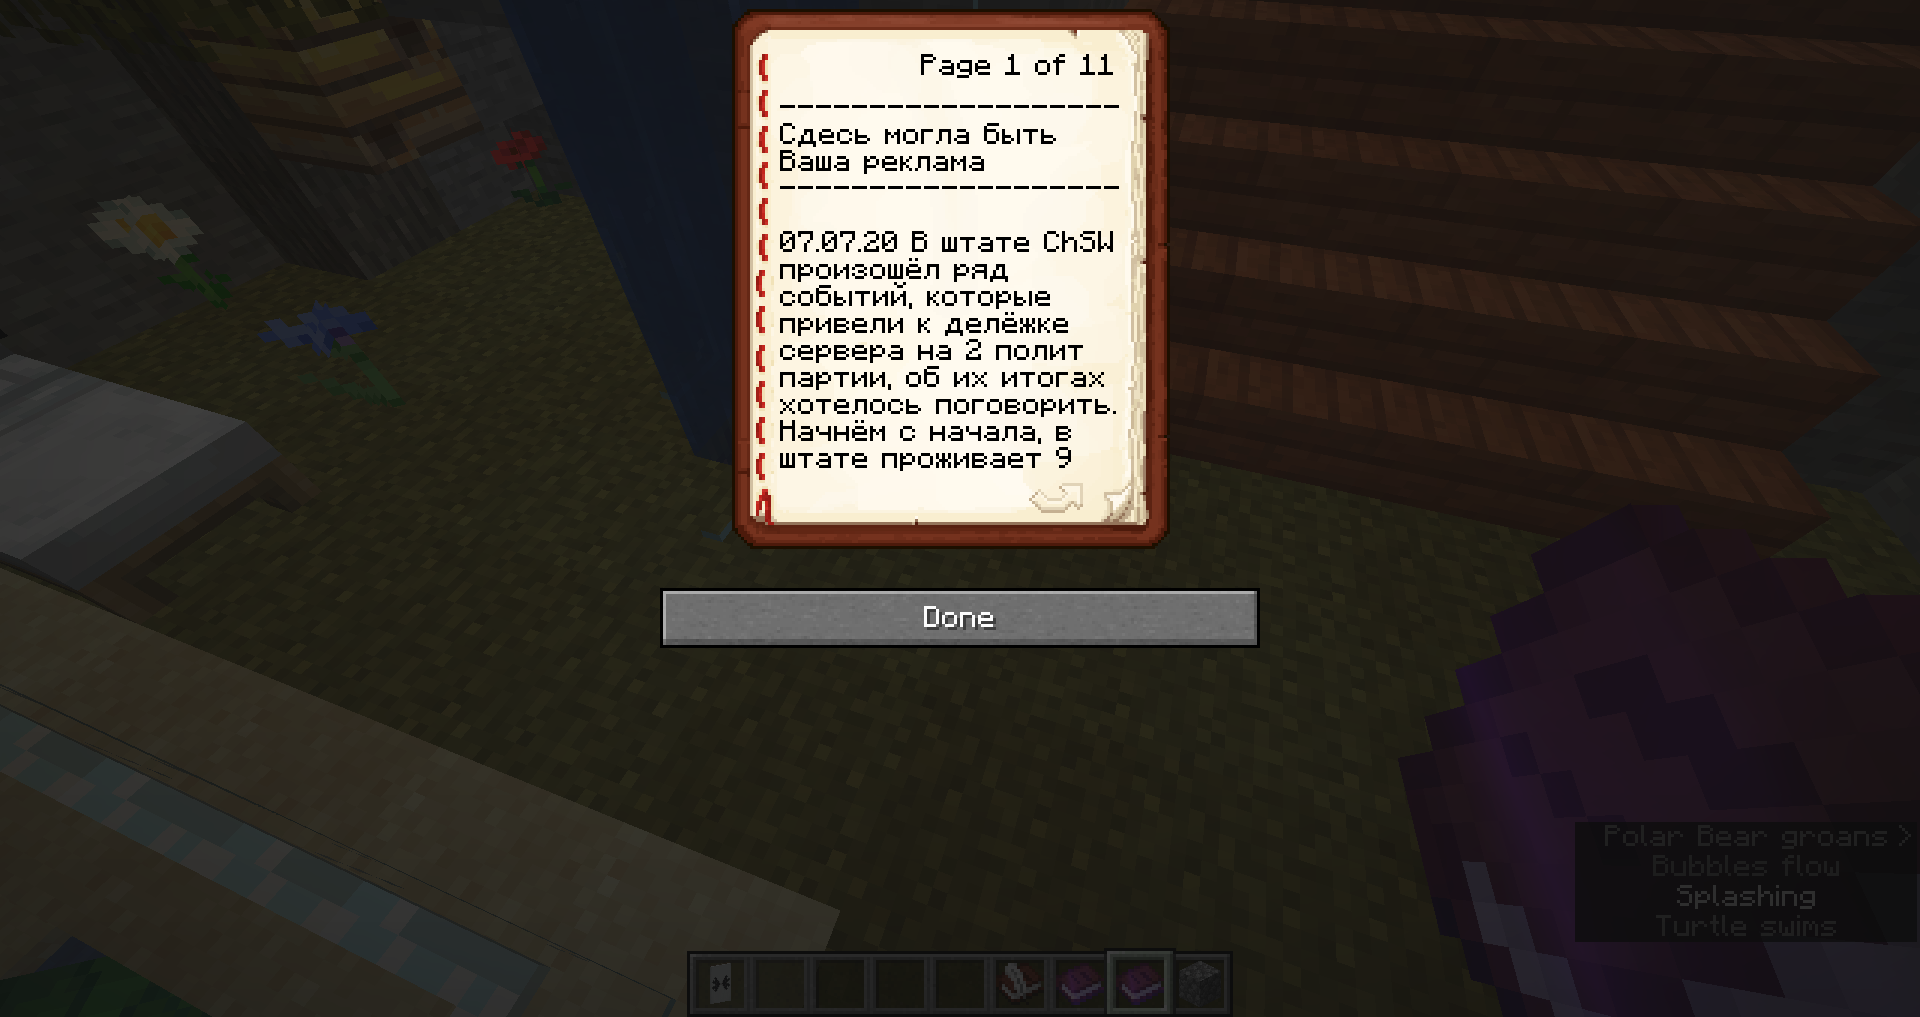 Page 1 of 11
-------------------
Сдесь могла быть
Ваша реклама
-------------------
07.07.20 В штате ChSW
произошёл ряд
событий, которые
привели к делёжке
сервера на 2 полит
партии, об их итогах
хотелось поговорить.
Начнём с начала, в
штате проживает 9
Done
Polar Bear groans >
Bubbles flow
Splashing
Turtle swims